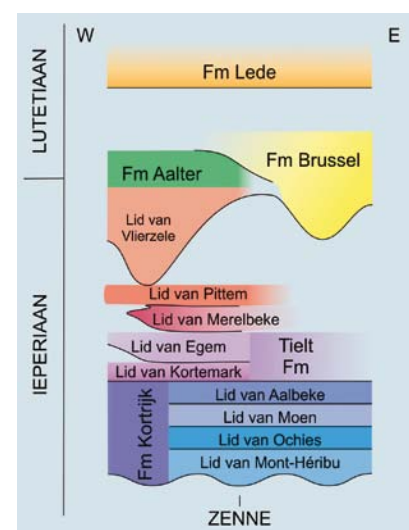 W
E
LUTETIAAN
IEPERIAAN
Fm Lede
Fm Brussel
Fm Aalter
Lid van
Vlierzele
Lid van Pittem
Lid van Merelbeke
Lid van Egem
Tielt
Fm
Lid van Kortemark
Fm Kortrijk
Lid van Aalbeke
Lid van Moen
Lid van Ochies
Lid van Mont-Héribu
ZENNE